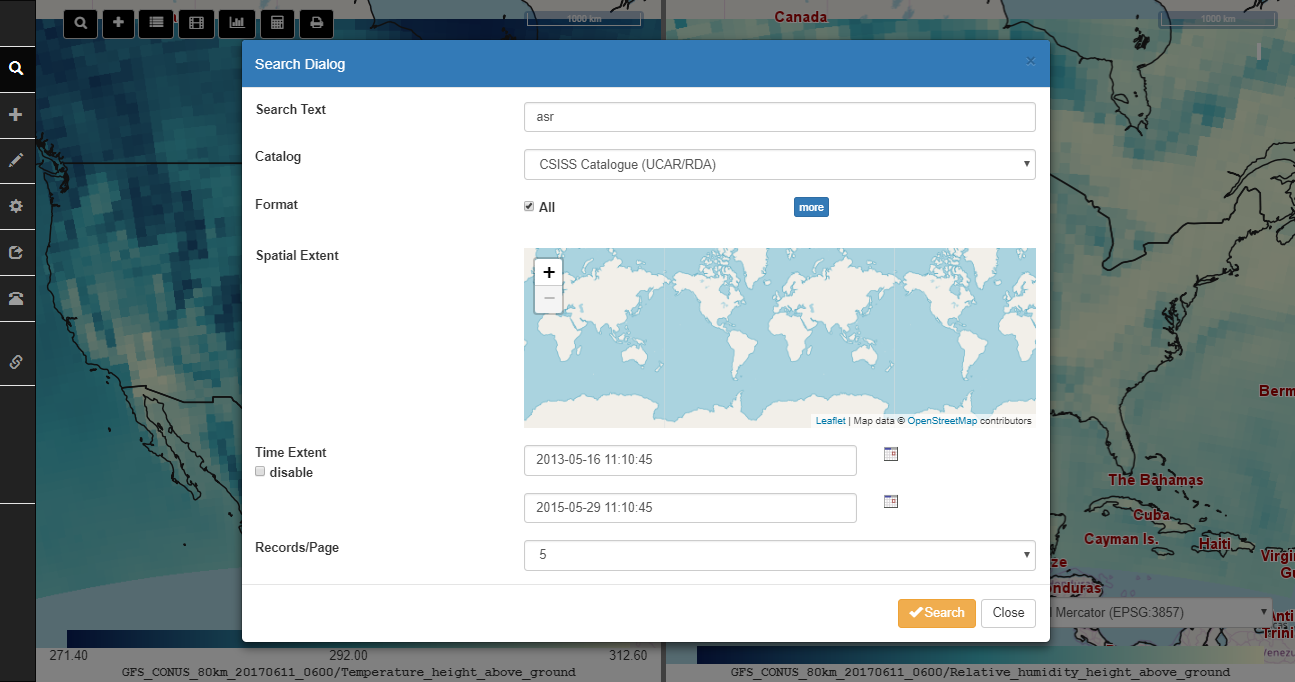 Canada
1000 km
1000 km
Search Dialog
×
Search Text
asr
Catalog
CSISS Catalogue (UCAR/RDA)
Format
All
more
Spatial Extent
+
−
Leaflet | Map data © OpenStreetMap contributors
Time Extent
disable
2013-05-16 11:10:45
2015-05-29 11:10:45
Records/Page
5
Search
Close
Berm
The Bahamas
Cuba
Cayman Is.
Haiti
Virgi
ze
Gu
nduras
Mercator (EPSG:3857)
Anti
Trini
Venezu
271.40
292.00
312.60
GFS_CONUS_80km_20170611_0600/Temperature_height_above_ground
GFS_CONUS_80km_20170611_0600/Relative_humidity_height_above_ground